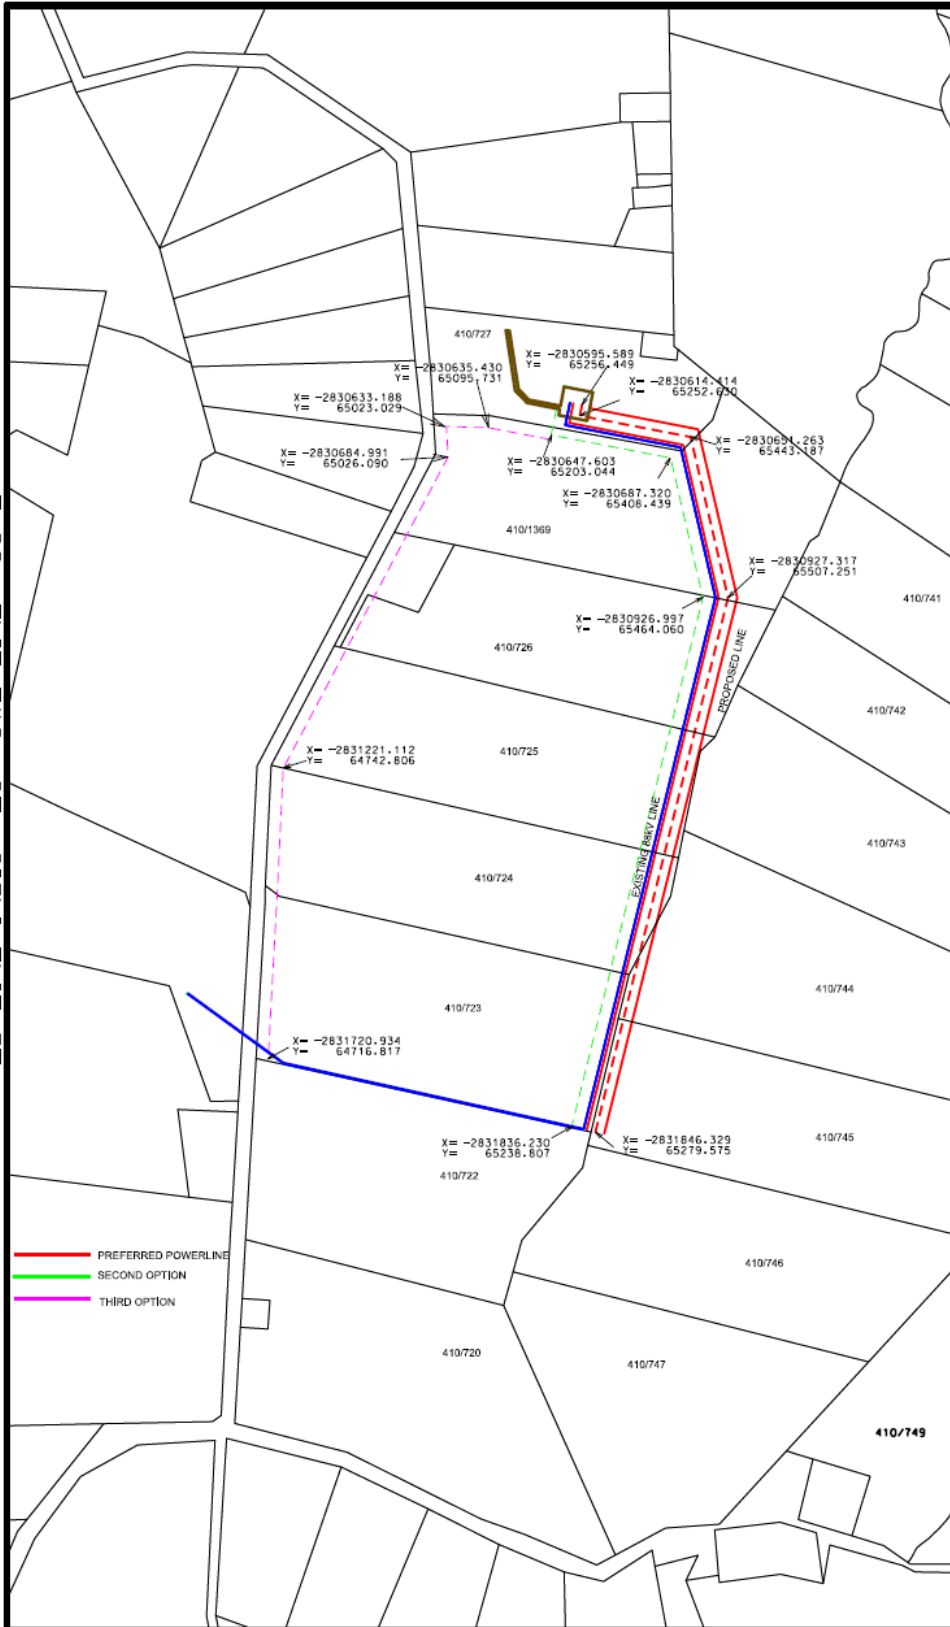 410/727
X= -2830595.589
Y= 65256.449
X= -2830635.430
Y= 65095.731
X= -2830614.414
Y= 65252.630
X= -2830633.188
Y= 65023.029
X= -2830651.263
Y= 65443.187
X= -2830684.991
Y= 65026.090
X= -2830647.603
Y= 65203.044
X= -2830687.320
Y= 65408.439
410/1369
X= -2830927.317
Y= 65507.251
410/741
X= -2830926.997
Y= 65464.060
410/726
PROPOSED LINE
410/742
410/725
X= -2831221.112
Y= 64742.806
EXISTING 88KV LINE
410/743
410/724
410/744
410/723
X= -2831720.934
Y= 64716.817
X= -2831836.230
Y= 65238.807
X= -2831846.329
Y= 65279.575
410/745
410/722
PREFERRED POWERLINE
SECOND OPTION
THIRD OPTION
410/746
410/720
410/747
410/749